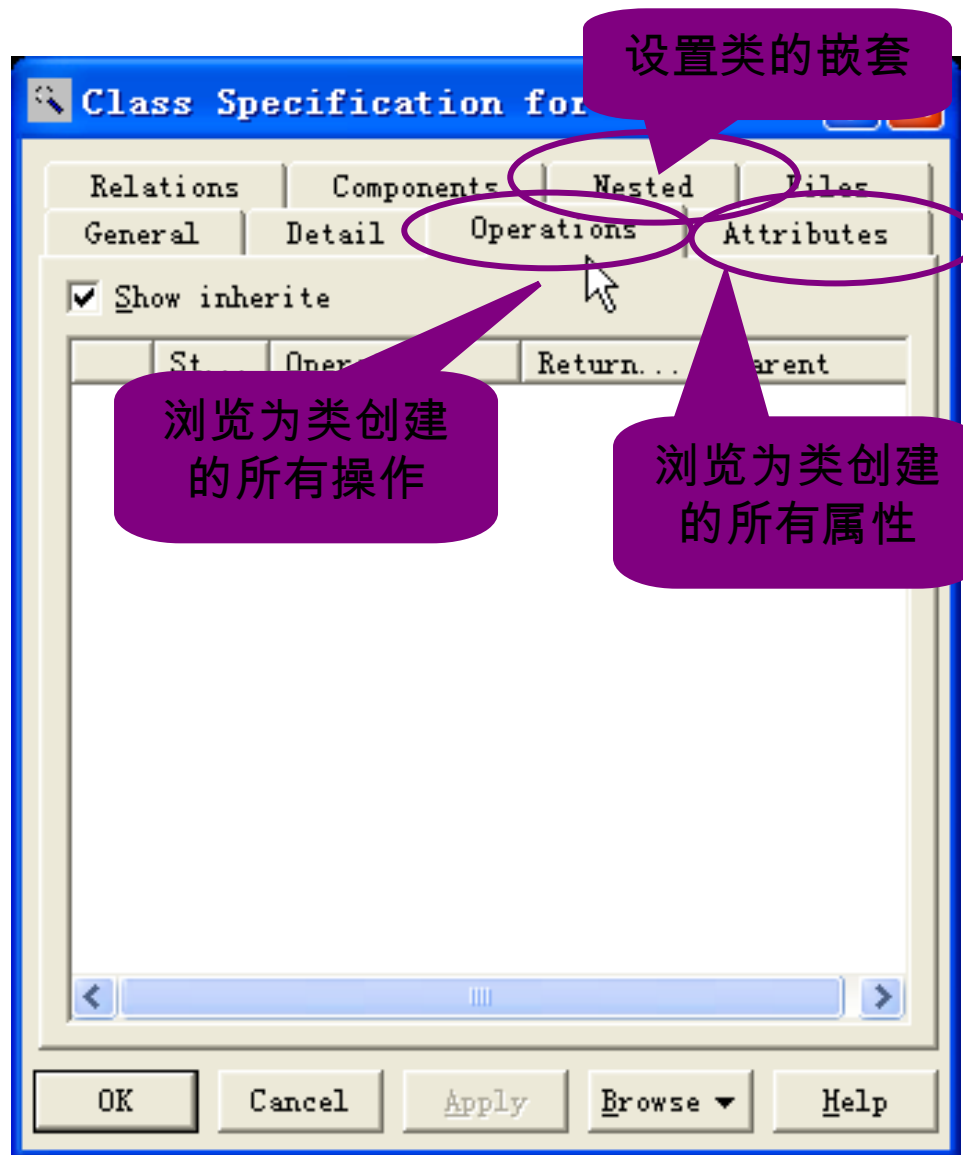 设置类的嵌套
Class Specification for
Relations Components Nested Files
General Detail Operations Attributes
Show inherite
St... Return...
浏览为类创建
的所有操作
浏览为类创建
的所有属性
OK Cancel Apply Browse Help